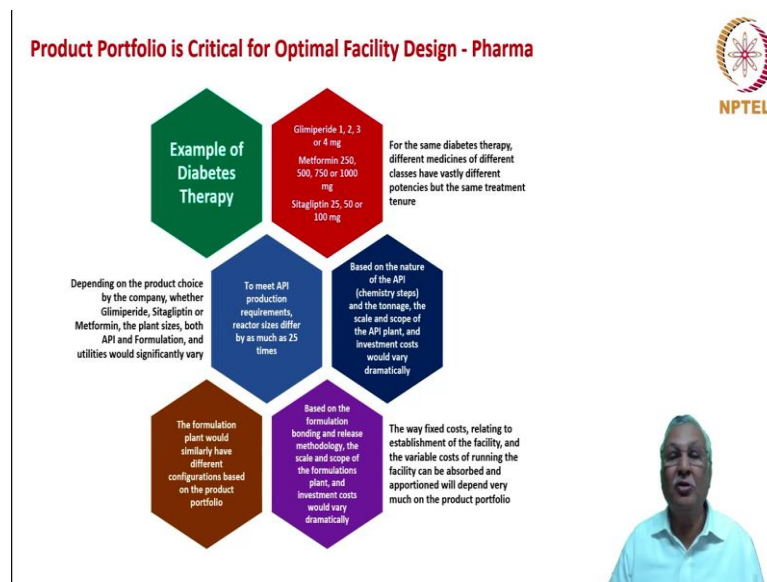 Product Portfolio is Critical for Optimal Facility Design - Pharma
NPTEL
Example of
Diabetes
Therapy
Glimiperide 1, 2, 3
or 4 mg
Metformin 250,
500, 750 or 1000
mg
Sitagliptin 25, 50 or
100 mg
For the same diabetes therapy,
different medicines of different
classes have vastly different
potencies but the same treatment
tenure
Depending on the product choice
by the company, whether
Glimiperide, Sitagliptin or
Metformin, the plant sizes, both
API and Formulation, and
utilities would significantly vary
To meet API
production
requirements,
reactor sizes differ
by as much as 25
times
Based on the nature
of the API
(chemistry steps)
and the tonnage, the
scale and scope of
the API plant, and
investment costs
would vary
dramatically
The formulation
plant would
similarly have
different
configurations based
on the product
portfolio
Based on the
formulation
bonding and release
methodology, the
scale and scope of
the formulations
plant, and
investment costs
would vary
dramatically
The way fixed costs, relating to
establishment of the facility, and
the variable costs of running the
facility can be absorbed and
apportioned will depend very
much on the product portfolio